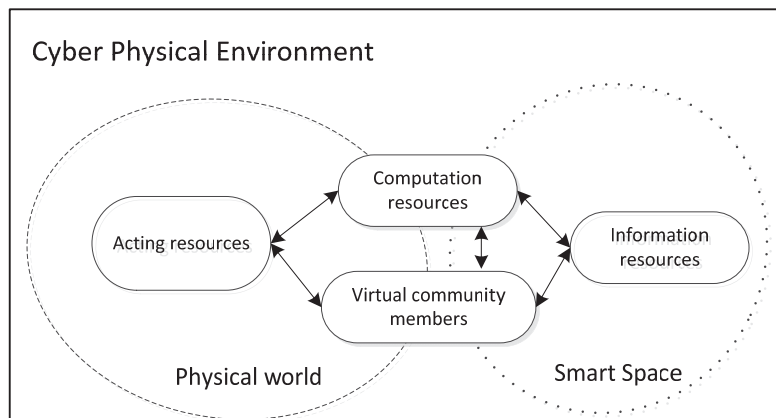 Cyber Physical Environment
Computation
resources
Acting resources
Information
resources
Virtual community
members
Physical world
Smart Space